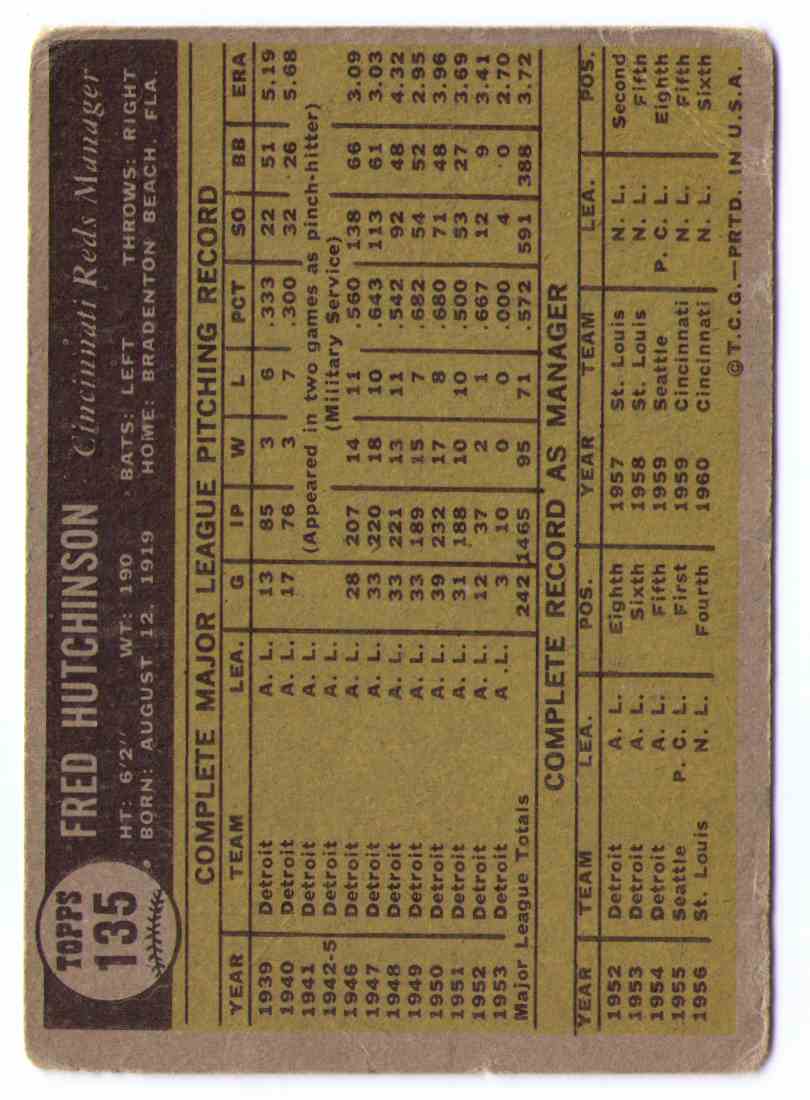 TOPPS
135
FRED HUTCHINSON Cincinnati Reds Manager
HT: 6'2" WT: 190 BATS: LEFT THROWS: RIGHT
BORN: AUGUST 12, 1919 HOME: BRADENTON BEACH, FLA.
COMPLETE MAJOR LEAGUE PITCHING RECORD
YEAR TEAM LEA. G IP W L PCT SO BB ERA
1939 Detroit A. L. 13 85 3 6 .333 22 51 5.19
1940 Detroit A. L. 17 76 3 7 .300 32 26 5.68
1941 Detroit A. L. (Appeared in two games as pinch-hitter)
1942-5 Detroit A. L. (Military Service)
1946 Detroit A. L. 28 207 14 11 .560 138 66 3.09
1947 Detroit A. L. 33 220 18 10 .643 113 61 3.03
1948 Detroit A. L. 33 221 13 11 .542 92 48 4.32
1949 Detroit A. L. 33 189 15 7 .682 54 52 2.95
1950 Detroit A. L. 39 232 17 8 .680 71 48 3.96
1951 Detroit A. L. 31 188 10 10 .500 53 27 3.69
1952 Detroit A. L. 12 37 2 1 .667 12 9 3.41
1953 Detroit A. L. 3 10 0 0 .000 4 0 2.70
Major League Totals 242 1465 95 71 .572 591 388 3.72
COMPLETE RECORD AS MANAGER
YEAR TEAM LEA. POS. YEAR TEAM LEA. POS.
1952 Detroit A. L. Eighth 1957 St. Louis N. L. Second
1953 Detroit A. L. Sixth 1958 St. Louis N. L. Fifth
1954 Detroit A. L. Fifth 1959 Seattle P. C. L. Eighth
1955 Seattle P. C. L. First 1959 Cincinnati N. L. Fifth
1956 St. Louis N. L. Fourth 1960 Cincinnati N. L. Sixth
©T.C.G.—PRTD. IN U.S.A.